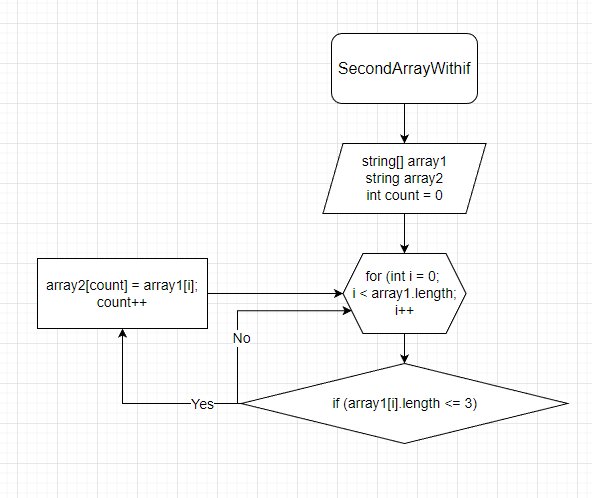 SecondArrayWithif
string[] array1
string array2
int count = 0
for (int i = 0;
i < array1.length;
i++
array2[count] = array1[i];
count++
No
Yes
if (array1[i].length <= 3)